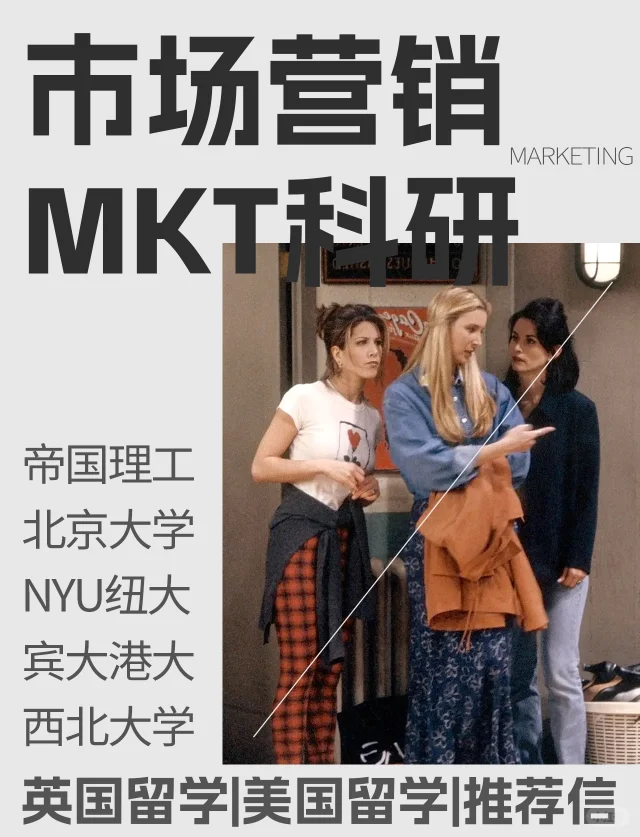 市场营销
MARKETING
MKT科研
帝国理工
北京大学
NYU纽大
宾大港大
西北大学
英国留学|美国留学|推荐信